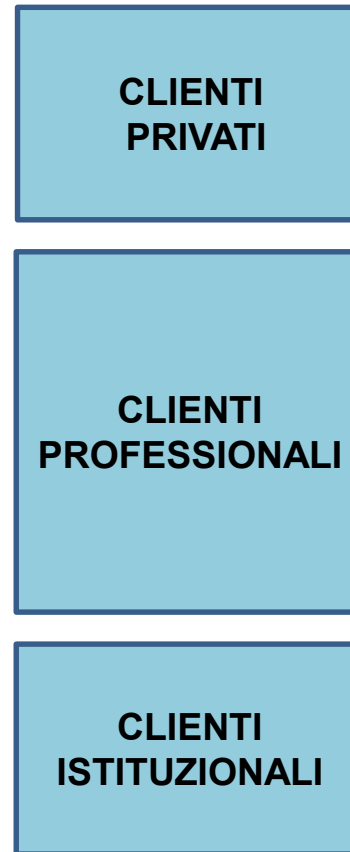 CLIENTI
PRIVATI
CLIENTI
PROFESSIONALI
CLIENTI
ISTITUZIONALI